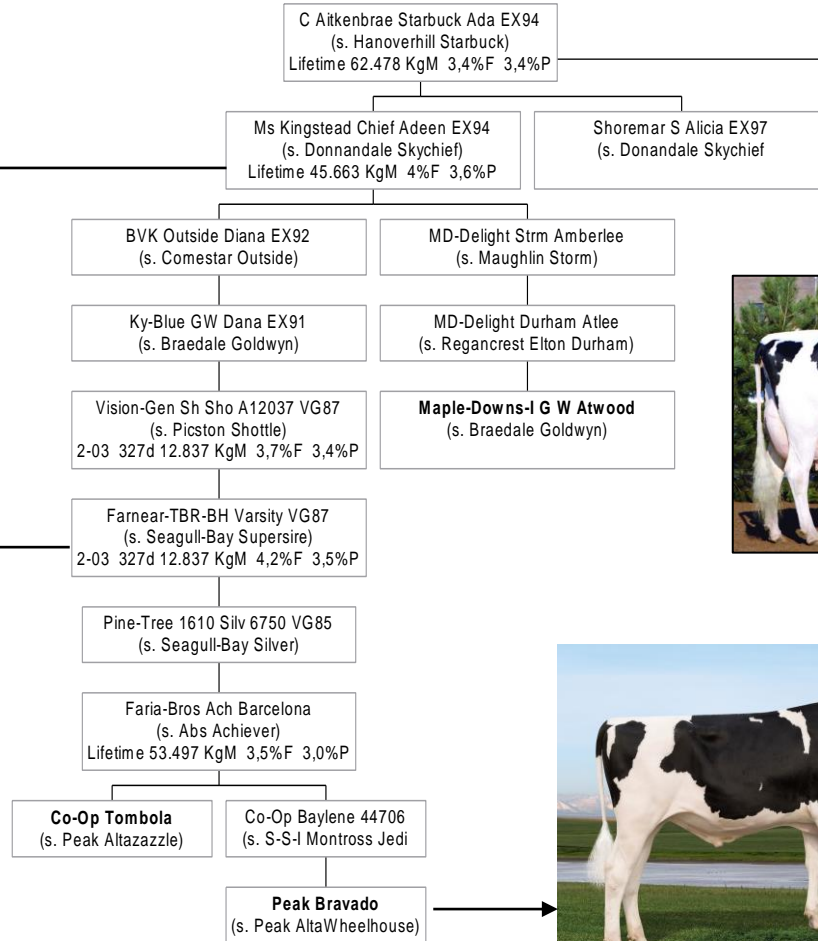 C Aitkenbrae Starbuck Ada EX94
(s. Hanoverhill Starbuck)
Lifetime 62.478 KgM 3,4%F 3,4%P
Ms Kingstead Chief Adeen EX94
(s. Donnandale Skychief)
Lifetime 45.663 KgM 4%F 3,6%P
Shoremar S Alicia EX97
(s. Donandale Skychief
BVK Outside Diana EX92
(s. Comestar Outside)
MD-Delight Strm Amberlee
(s. Maughlin Storm)
Ky-Blue GW Dana EX91
(s. Braedale Goldwyn)
MD-Delight Durham Atlee
(s. Regancrest Elton Durham)
Vision-Gen Sh Sho A12037 VG87
(s. Picston Shottle)
2-03 327d 12.837 KgM 3,7%F 3,4%P
Maple-Downs-I G W Atwood
(s. Braedale Goldwyn)
Farnear-TBR-BH Varsity VG87
(s. Seagull-Bay Supersire)
2-03 327d 12.837 KgM 4,2%F 3,5%P
Pine-Tree 1610 Silv 6750 VG85
(s. Seagull-Bay Silver)
Faria-Bros Ach Barcelona
(s. Abs Achiever)
Lifetime 53.497 KgM 3,5%F 3,0%P
Co-Op Tombola
(s. Peak Altazazzle)
Co-Op Baylene 44706
(s. S-S-I Montross Jedi
Peak Bravado
(s. Peak AltaWheelhouse)